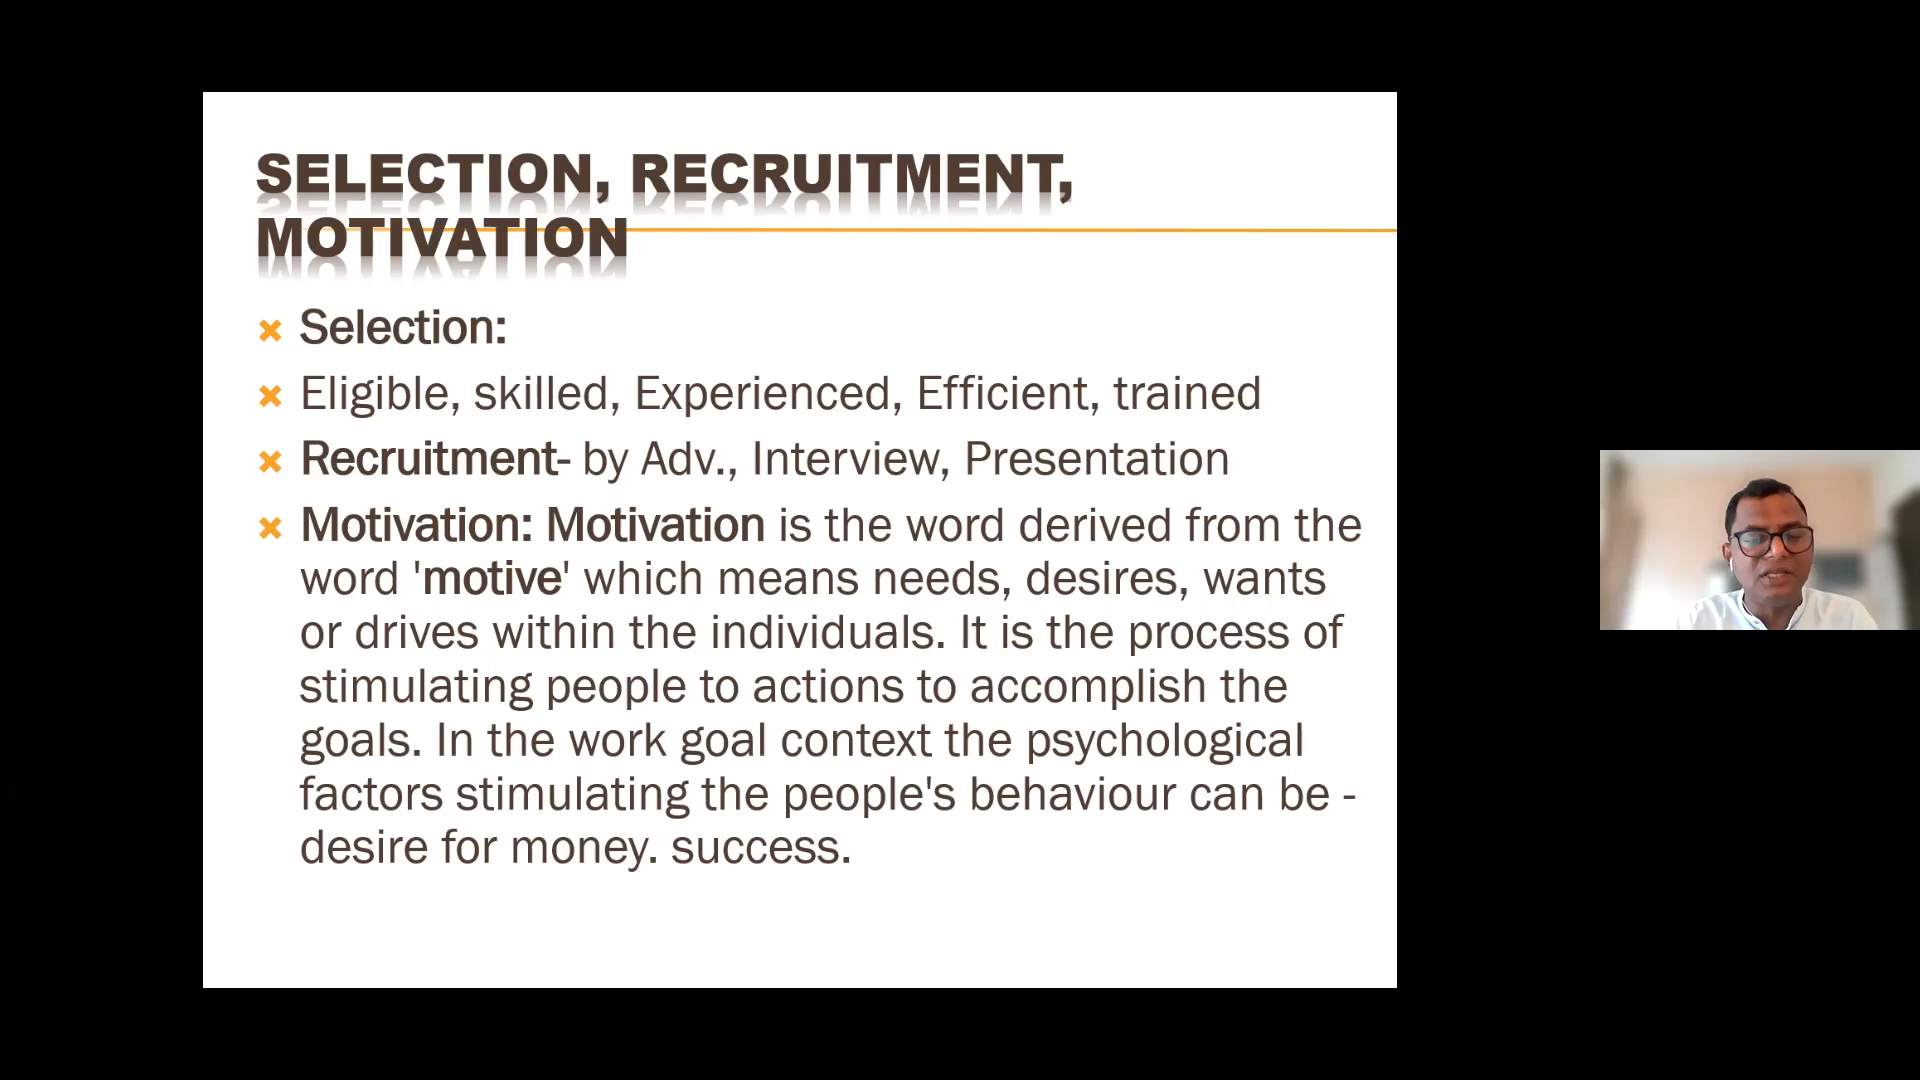 SELECTION, RECRUITMENT,
MOTIVATION
Selection:
Eligible, skilled, Experienced, Efficient, trained
Recruitment- by Adv., Interview, Presentation
Motivation: Motivation is the word derived from the
word 'motive' which means needs, desires, wants
or drives within the individuals. It is the process of
stimulating people to actions to accomplish the
goals. In the work goal context the psychological
factors stimulating the people's behaviour can be -
desire for money. success.